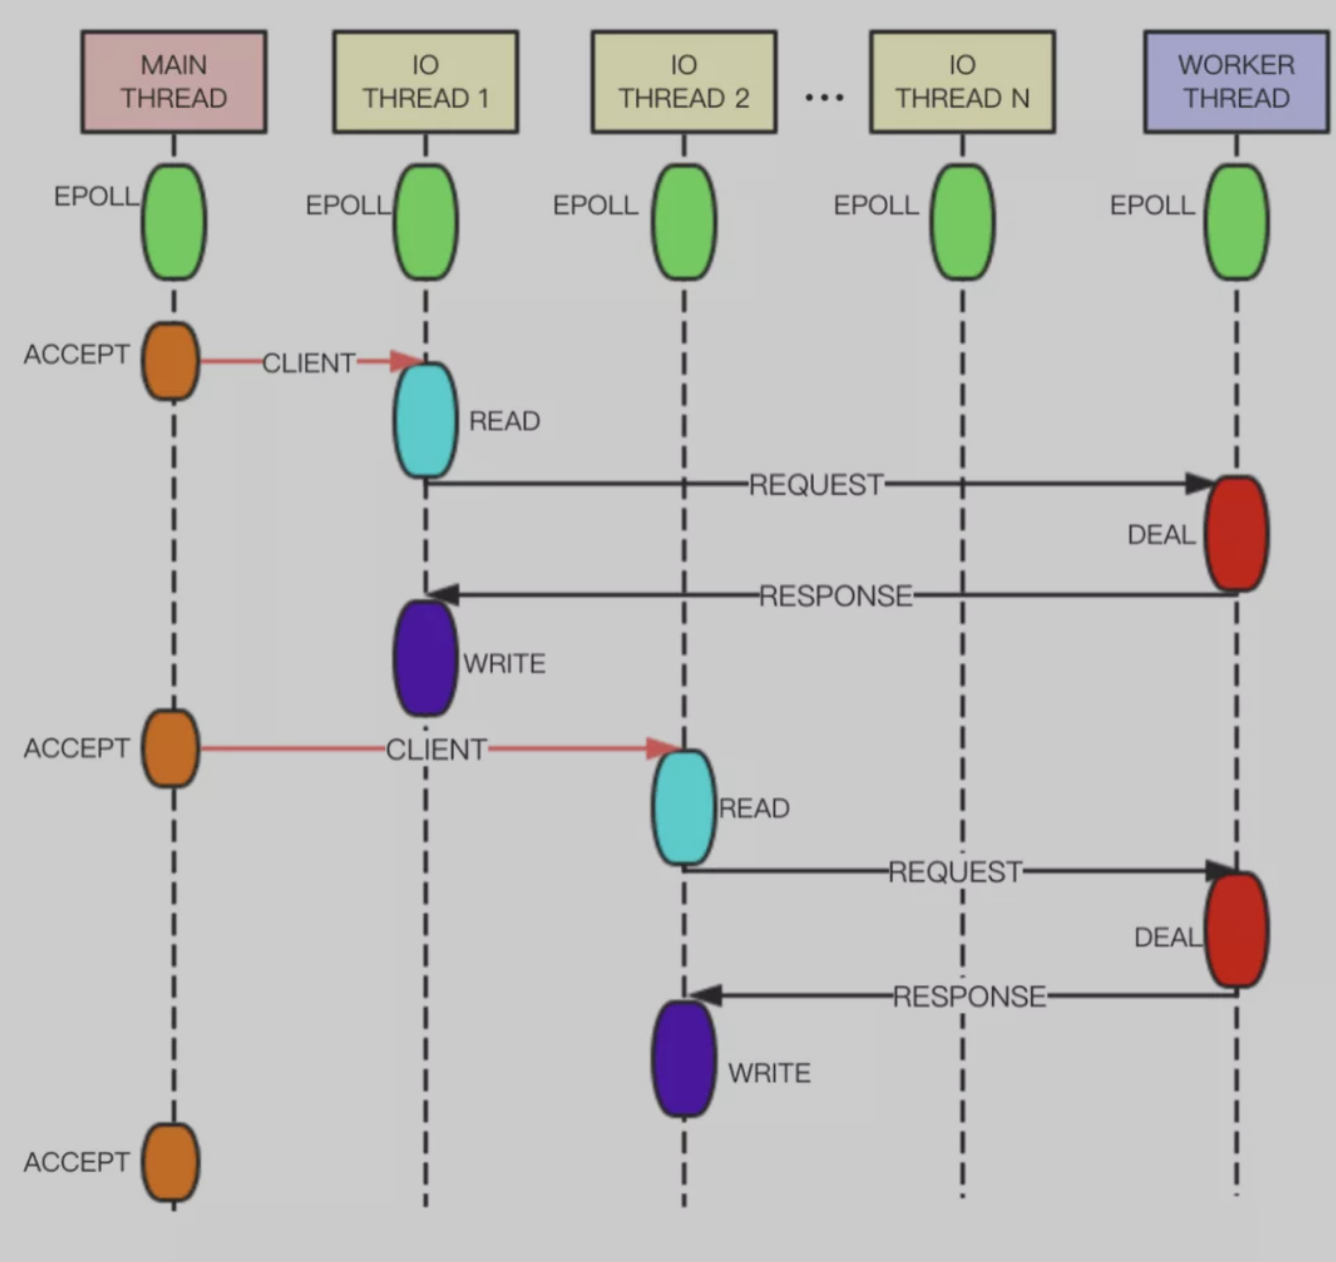 MAIN
THREAD
IO
THREAD 1
IO
THREAD 2
...
IO
THREAD N
WORKER
THREAD
EPOLL
EPOLL
EPOLL
EPOLL
EPOLL
ACCEPT
CLIENT
READ
REQUEST
DEAL
RESPONSE
WRITE
ACCEPT
CLIENT
READ
REQUEST
DEAL
RESPONSE
WRITE
ACCEPT